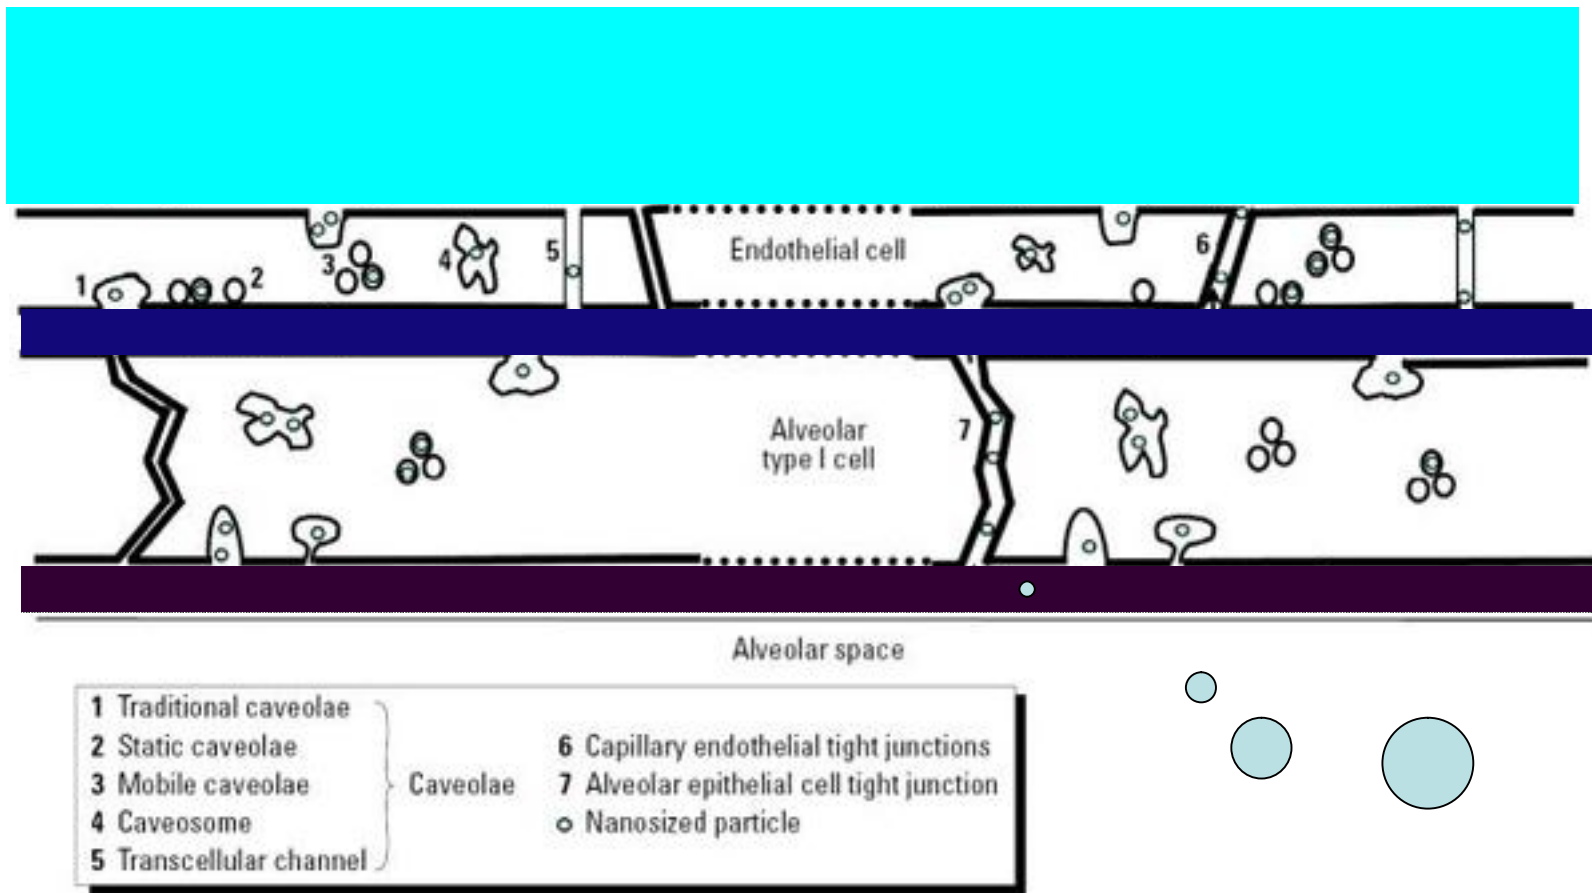 1
2
3
4
5
Endothelial cell
6
Alveolar
type I cell
7
Alveolar space
1 Traditional caveolae
2 Static caveolae
3 Mobile caveolae
4 Caveosome
5 Transcellular channel
Caveolae
6 Capillary endothelial tight junctions
7 Alveolar epithelial cell tight junction
Nanosized particle